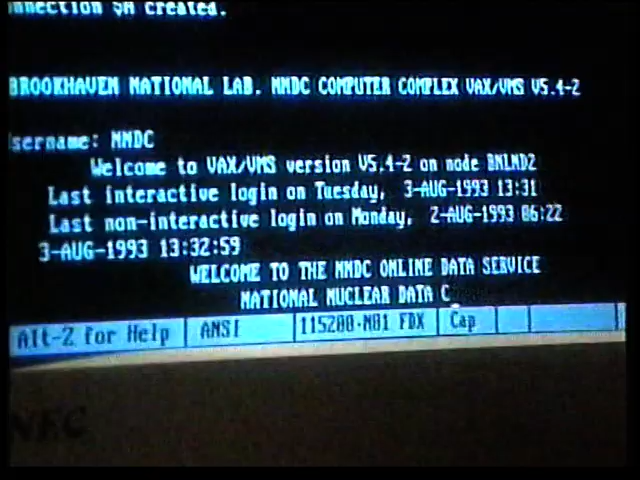 nnection $M created.
BROOKHAVEN NATIONAL LAB. NNDC COMPUTER COMPLEX VAX/VMS V5.4-2
sername: NNDC
Welcome to VAX/VMS version V5.4-2 on node BNLND2
Last interactive login on Tuesday, 3-AUG-1993 13:31
Last non-interactive login on Monday, 2-AUG-1993 06:22
3-AUG-1993 13:32:59
WELCOME TO THE NNDC ONLINE DATA SERVICE
NATIONAL NUCLEAR DATA C
Alt-Z for Help ANSI 115200·N81 FDX Cap
NEC